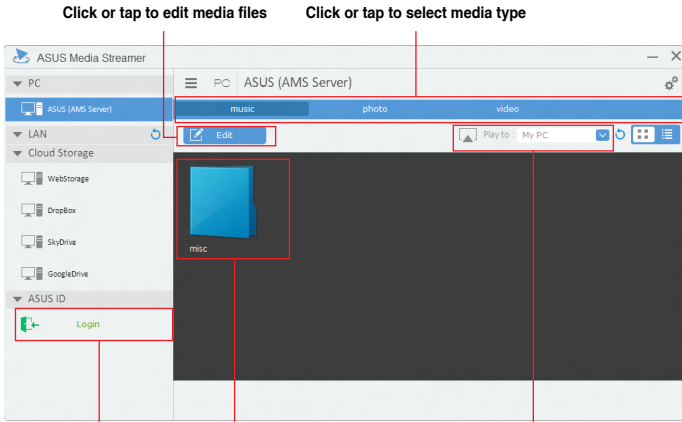 Click or tap to edit media files
Click or tap to select media type
ASUS Media Streamer
PC
PC ASUS (AMS Server)
ASUS (AMS Server)
music
photo
video
LAN
Edit
Play to : My PC
Cloud Storage
WebStorage
DropBox
SkyDrive
misc
GoogleDrive
ASUS ID
Login